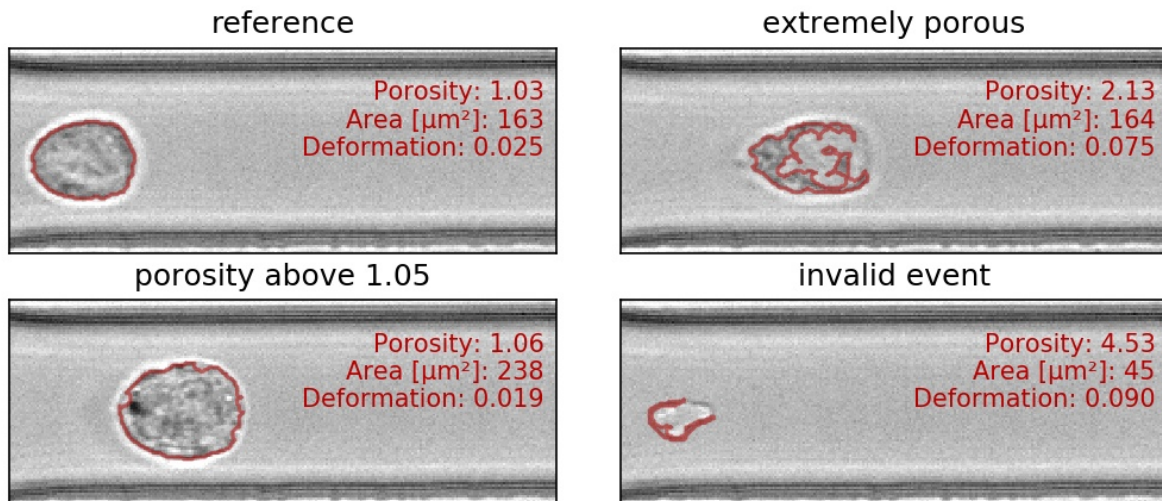 reference
Porosity: 1.03
Area [µm²]: 163
Deformation: 0.025
extremely porous
Porosity: 2.13
Area [µm²]: 164
Deformation: 0.075
porosity above 1.05
Porosity: 1.06
Area [µm²]: 238
Deformation: 0.019
invalid event
Porosity: 4.53
Area [µm²]: 45
Deformation: 0.090